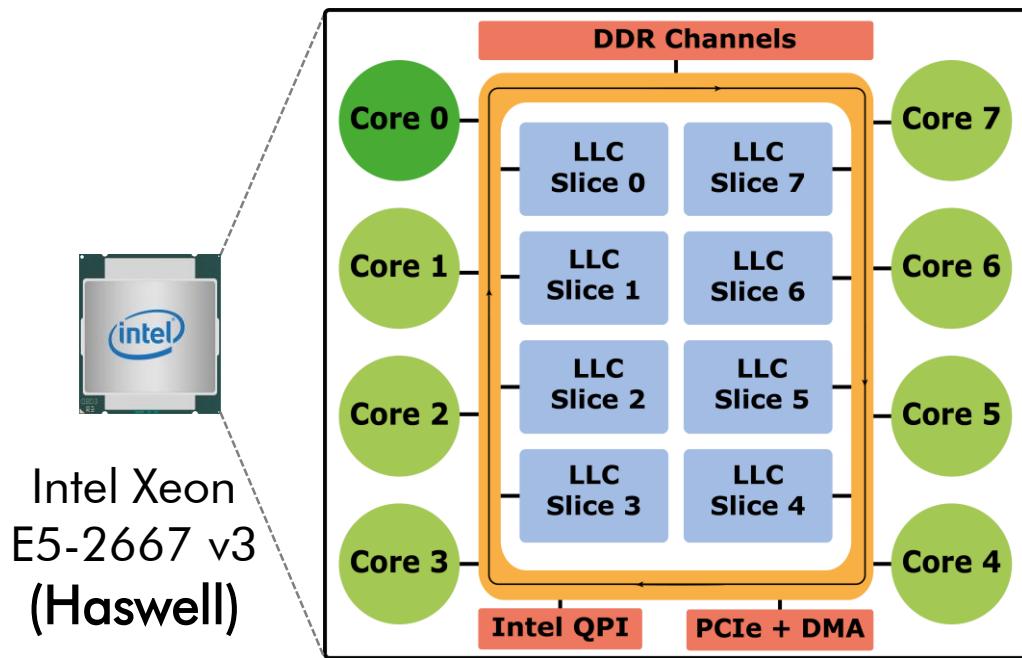 DDR Channels
Core 0
Core 7
LLC
Slice 0
LLC
Slice 7
Core 1
Core 6
LLC
Slice 1
LLC
Slice 6
Core 2
Core 5
LLC
Slice 2
LLC
Slice 5
Core 3
Core 4
LLC
Slice 3
LLC
Slice 4
Intel QPI
PCIe + DMA
intel
Intel Xeon
E5-2667 v3
(Haswell)